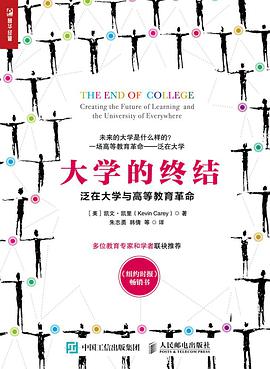 THE END OF COLLEGE
Creating the Future of Learning and
the University of Everywhere
未来的大学是什么样的?
一场高等教育革命——泛在大学
大学的终结
泛在大学与高等教育革命
[美] 凯文·凯里 (Kevin Carey) 著
朱志勇 韩倩 等 译
多位教育专家和学者联袂推荐
《纽约时报》
畅销书
中国工信出版集团
人民邮电出版社